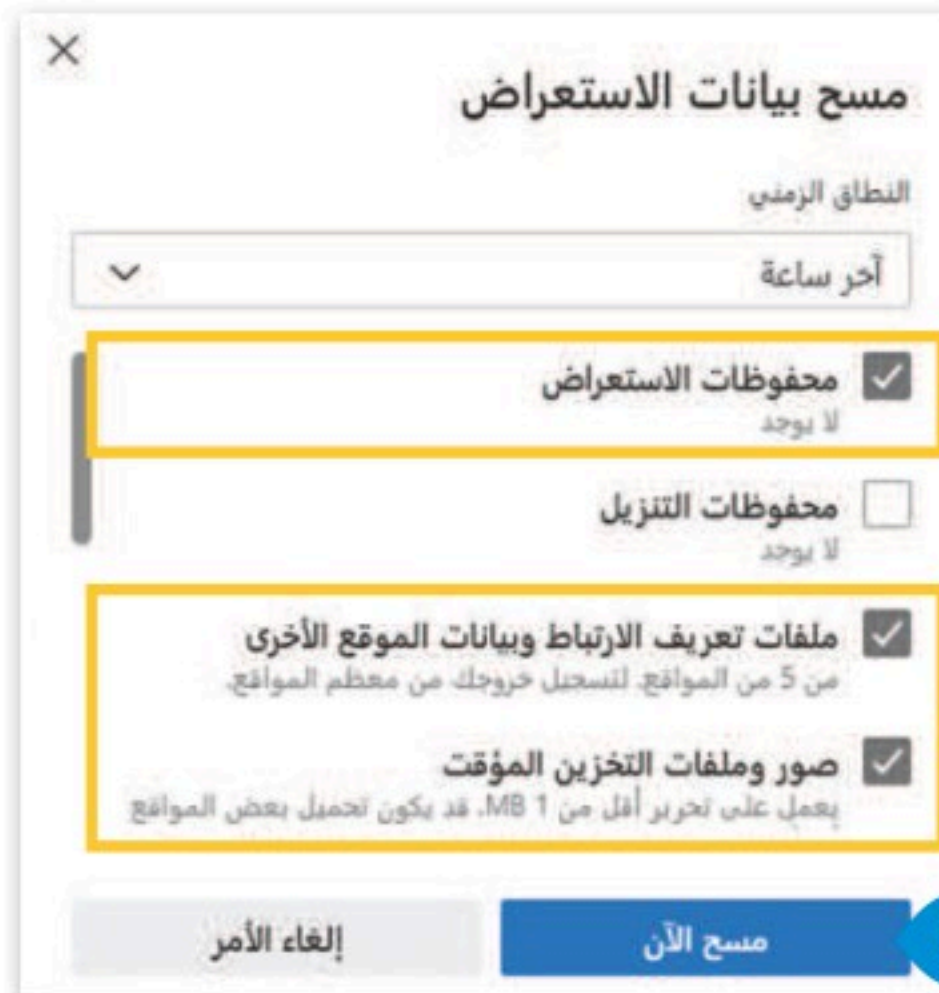 مسح بيانات الاستعراض
النطاق الزمني
آخر ساعة
محفوظات الاستعراض
لا يوجد
محفوظات التنزيل
لا يوجد
ملفات تعريف الارتباط وبيانات الموقع الأخرى
من 5 من المواقع. لتسجيل خروجك من معظم المواقع.
صور وملفات التخزين المؤقت
يعمل على تحرير أقل من 1 MB. قد يكون تحميل بعض المواقع
مسح الآن
إلغاء الأمر